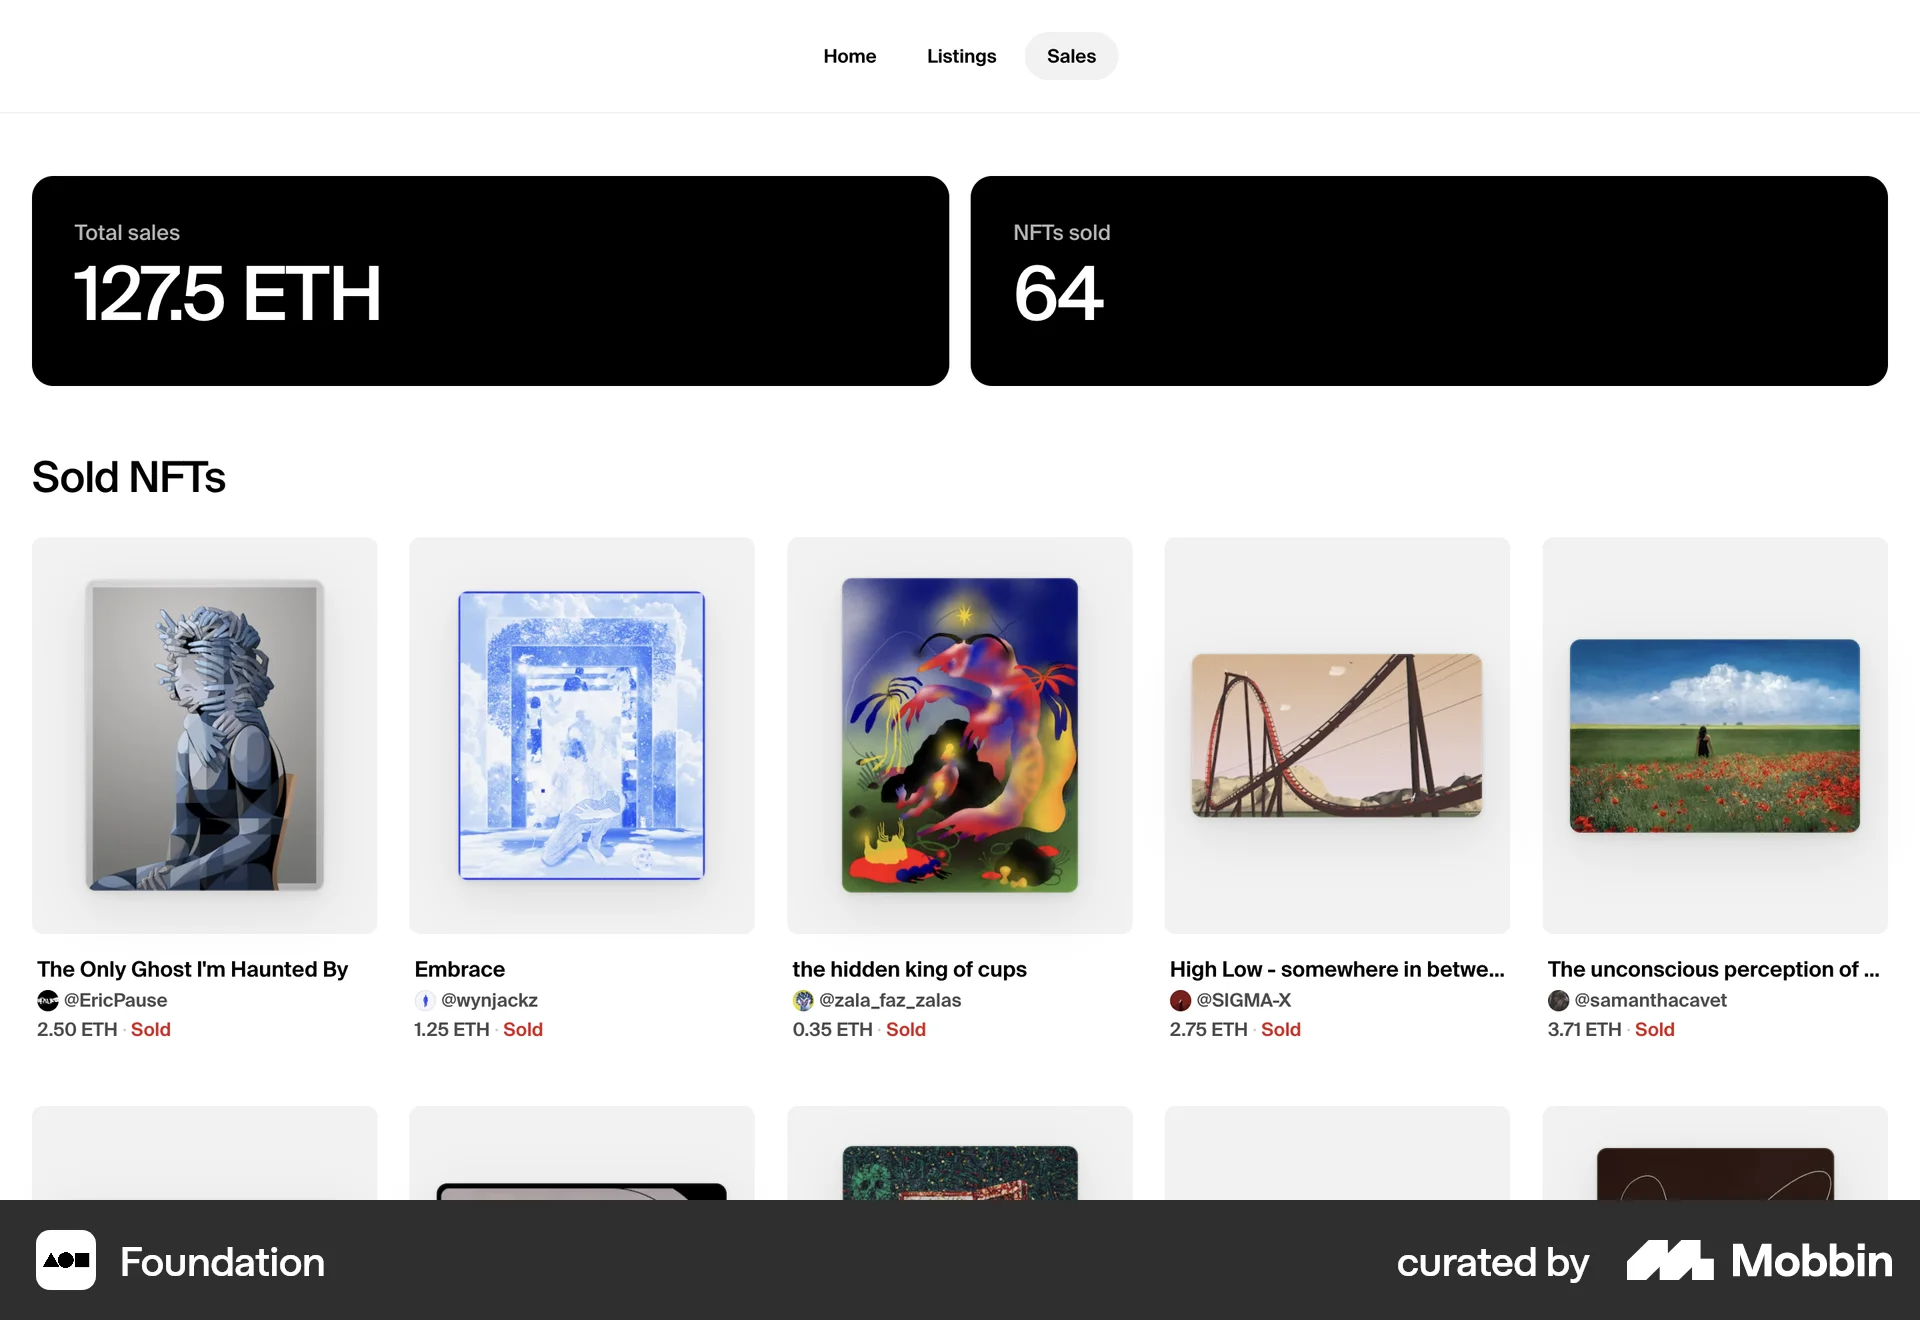 Home Listings Sales
Total sales
127.5 ETH
NFTs sold
64
Sold NFTs
The Only Ghost I'm Haunted By
@EricPause
2.50 ETH · Sold
Embrace
@wynjackz
1.25 ETH · Sold
the hidden king of cups
@zala_faz_zalas
0.35 ETH · Sold
High Low - somewhere in betwe...
@SIGMA-X
2.75 ETH · Sold
The unconscious perception of ...
@samanthacavet
3.71 ETH · Sold
Foundation
curated by Mobbin